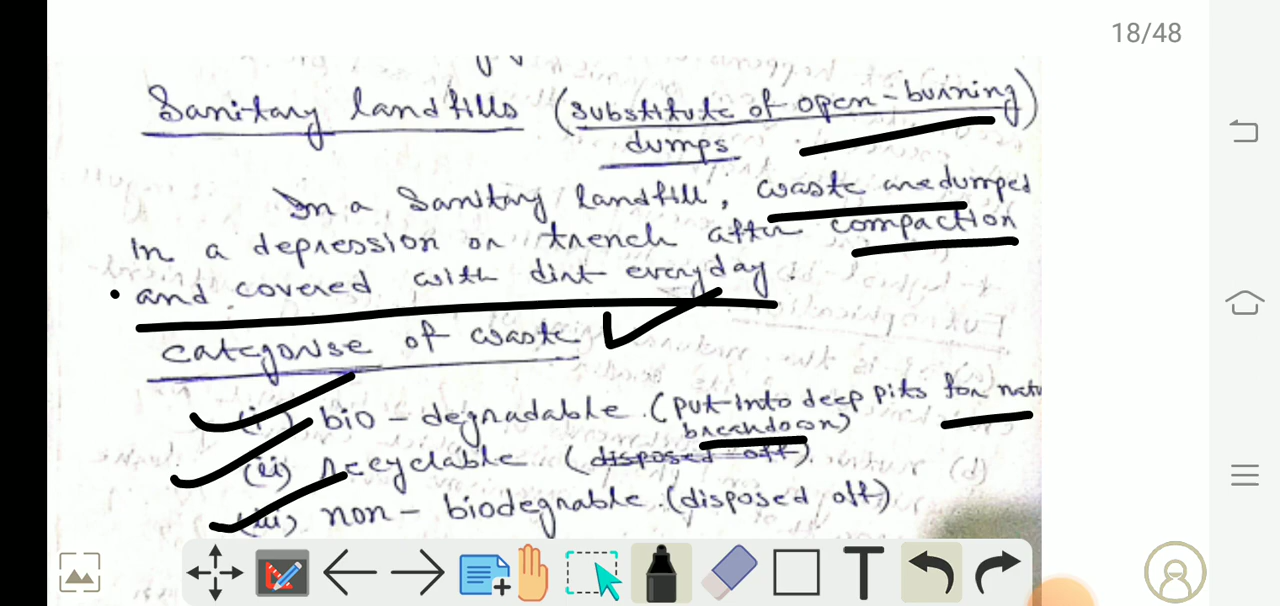 18/48
Sanitary landfills (substitute of open-burning)
dumps
In a Sanitary landfill, waste are dumped
in a depression or trench after compaction
and covered with dirt everyday.
categorise of waste
(i) bio-degradable (put into deep pits for natu
breakdown)
(ii) recyclable (disposed off).
(iii) non-biodegrable (disposed off)
T